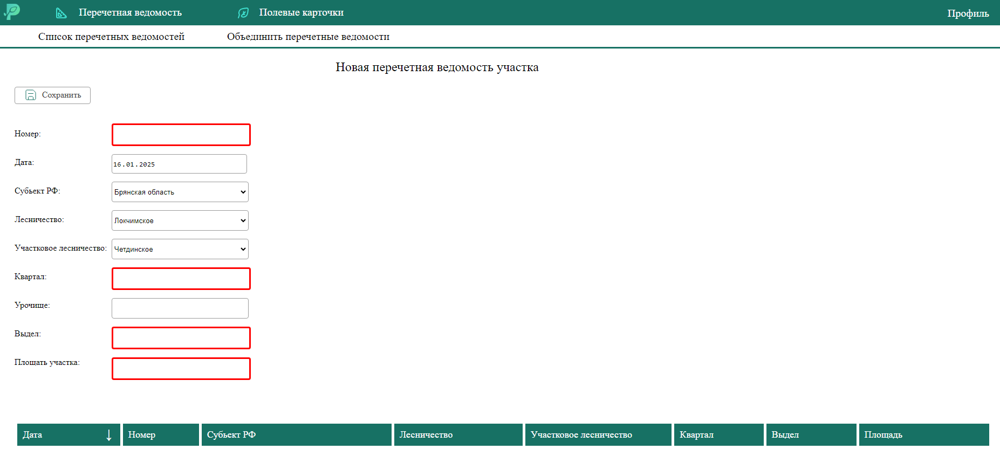 Перечетная ведомость Полевые карточки Профиль
Список перечетных ведомостей Объединить перечетные ведомости
Новая перечетная ведомость участка
Сохранить
Номер:
Дата: 16.01.2025
Субьект РФ: Брянская область
Лесничество: Локчимское
Участковое лесничество: Четдинское
Квартал:
Урочище:
Выдел:
Площать участка:
Дата ↓ Номер Субьект РФ Лесничество Участковое лесничество Квартал Выдел Площадь